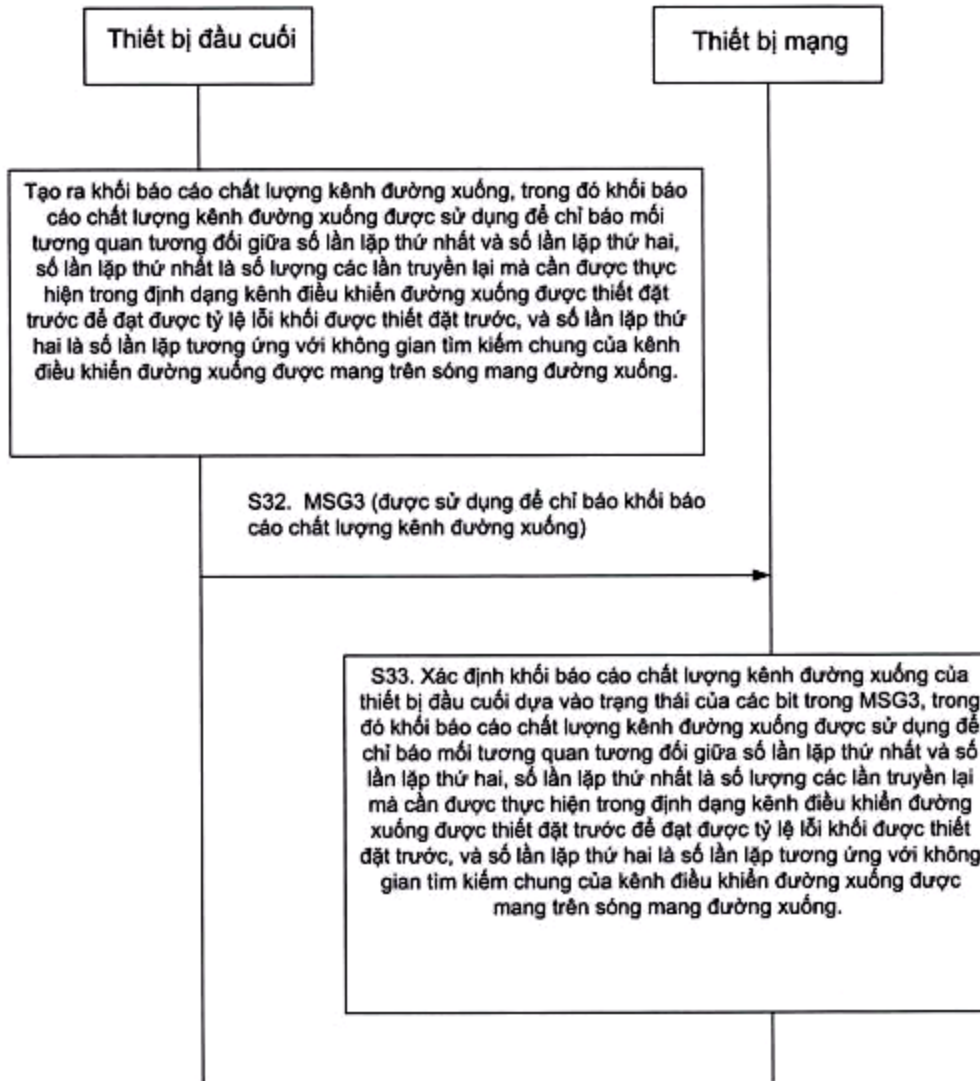 Thiết bị đầu cuối
Thiết bị mạng
Tạo ra khối báo cáo chất lượng kênh đường xuống, trong đó khối báo
cáo chất lượng kênh đường xuống được sử dụng để chỉ báo mối
tương quan tương đối giữa số lần lặp thứ nhất và số lần lặp thứ hai,
số lần lặp thứ nhất là số lượng các lần truyền lại mà cần được thực
hiện trong định dạng kênh điều khiển đường xuống được thiết đặt
trước để đạt được tỷ lệ lỗi khối được thiết đặt trước, và số lần lặp thứ
hai là số lần lặp tương ứng với không gian tìm kiếm chung của kênh
điều khiển đường xuống được mang trên sóng mang đường xuống.
S32. MSG3 (được sử dụng để chỉ báo khối báo
cáo chất lượng kênh đường xuống)
S33. Xác định khối báo cáo chất lượng kênh đường xuống của
thiết bị đầu cuối dựa vào trạng thái của các bit trong MSG3, trong
đó khối báo cáo chất lượng kênh đường xuống được sử dụng để
chỉ báo mối tương quan tương đối giữa số lần lặp thứ nhất và số
lần lặp thứ hai, số lần lặp thứ nhất là số lượng các lần truyền lại
mà cần được thực hiện trong định dạng kênh điều khiển đường
xuống được thiết đặt trước để đạt được tỷ lệ lỗi khối được thiết
đặt trước, và số lần lặp thứ hai là số lần lặp tương ứng với không
gian tìm kiếm chung của kênh điều khiển đường xuống được
mang trên sóng mang đường xuống.